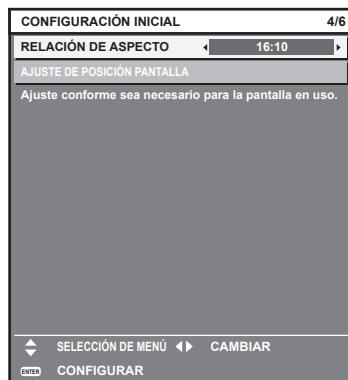 CONFIGURACIÓN INICIAL 4/6
RELACIÓN DE ASPECTO 16:10
AJUSTE DE POSICIÓN PANTALLA
Ajuste conforme sea necesario para la pantalla en uso.
SELECCIÓN DE MENÚ CAMBIAR
ENTER CONFIGURAR